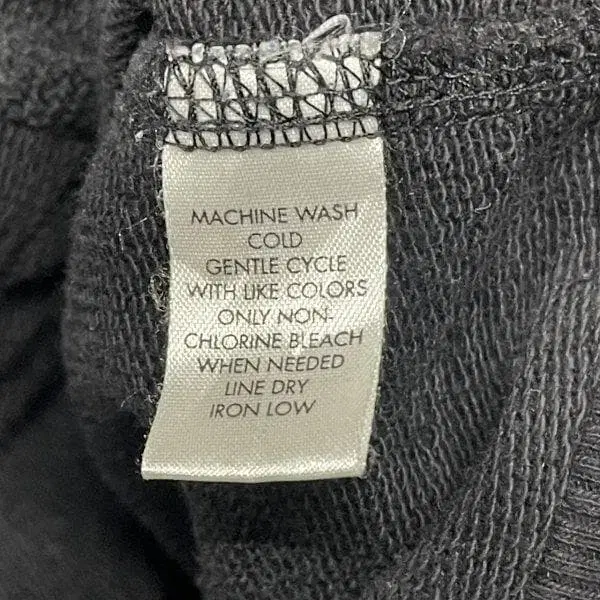 MACHINE WASH
COLD
GENTLE CYCLE
WITH LIKE COLORS
ONLY NON-
CHLORINE BLEACH
WHEN NEEDED
LINE DRY
IRON LOW